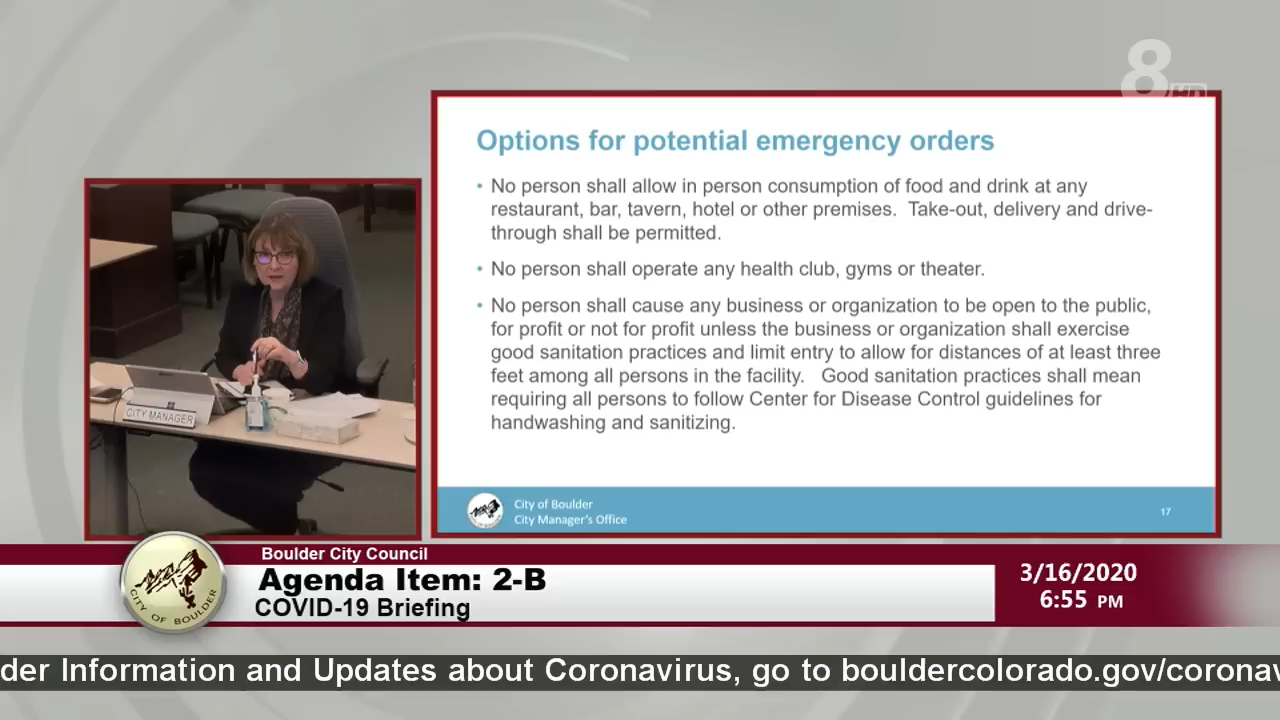 8
HD
Options for potential emergency orders
• No person shall allow in person consumption of food and drink at any
restaurant, bar, tavern, hotel or other premises. Take-out, delivery and drive-
through shall be permitted.
• No person shall operate any health club, gyms or theater.
• No person shall cause any business or organization to be open to the public,
for profit or not for profit unless the business or organization shall exercise
good sanitation practices and limit entry to allow for distances of at least three
feet among all persons in the facility. Good sanitation practices shall mean
requiring all persons to follow Center for Disease Control guidelines for
handwashing and sanitizing.
CITY MANAGER
City of Boulder
City Manager's Office
17
Boulder City Council
Agenda Item: 2-B
COVID-19 Briefing
CITY OF BOULDER
3/16/2020
6:55 PM
der Information and Updates about Coronavirus, go to bouldercolorado.gov/coronav